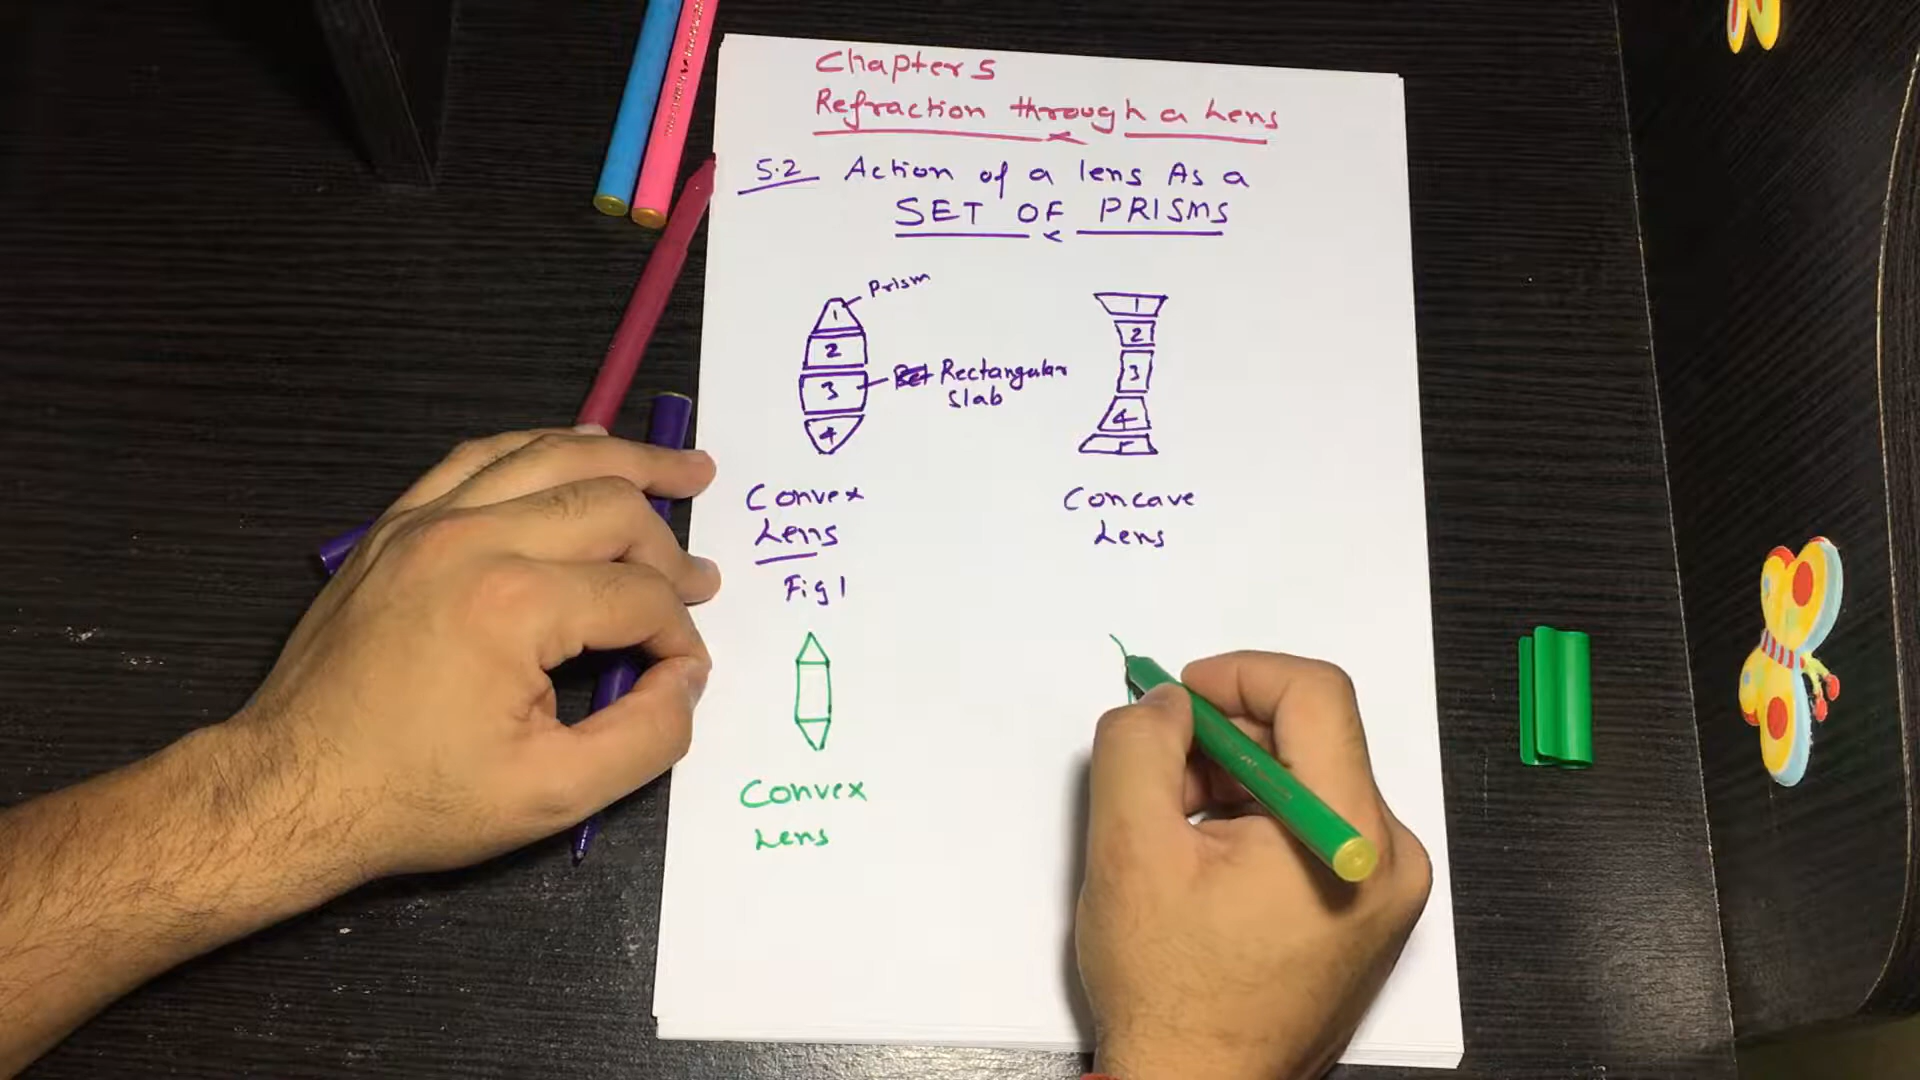 Chapter 5
Refraction through a Lens
5.2 Action of a lens As a
SET OF PRISMS
Prism
1
2
3
4
Rectangular
Slab
1
2
3
4
5
Convex
Lens
Fig 1
Concave
Lens
Convex
Lens